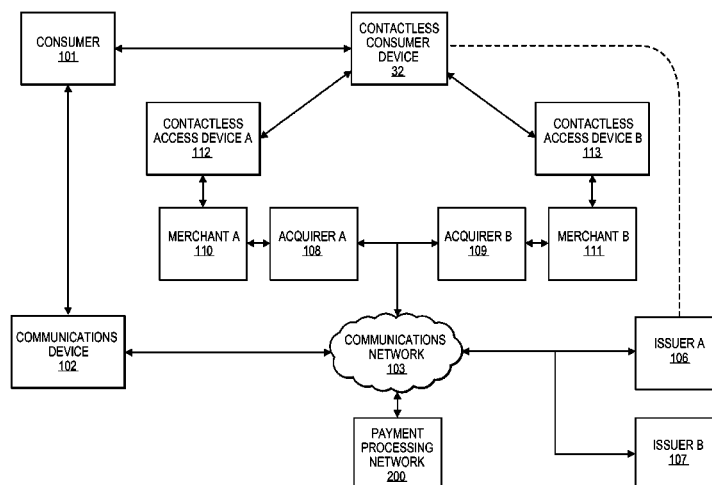 CONSUMER
101
CONTACTLESS
CONSUMER
DEVICE
32
CONTACTLESS
ACCESS DEVICE A
112
CONTACTLESS
ACCESS DEVICE B
113
MERCHANT A
110
ACQUIRER A
108
ACQUIRER B
109
MERCHANT B
111
COMMUNICATIONS
DEVICE
102
COMMUNICATIONS
NETWORK
103
ISSUER A
106
PAYMENT
PROCESSING
NETWORK
200
ISSUER B
107